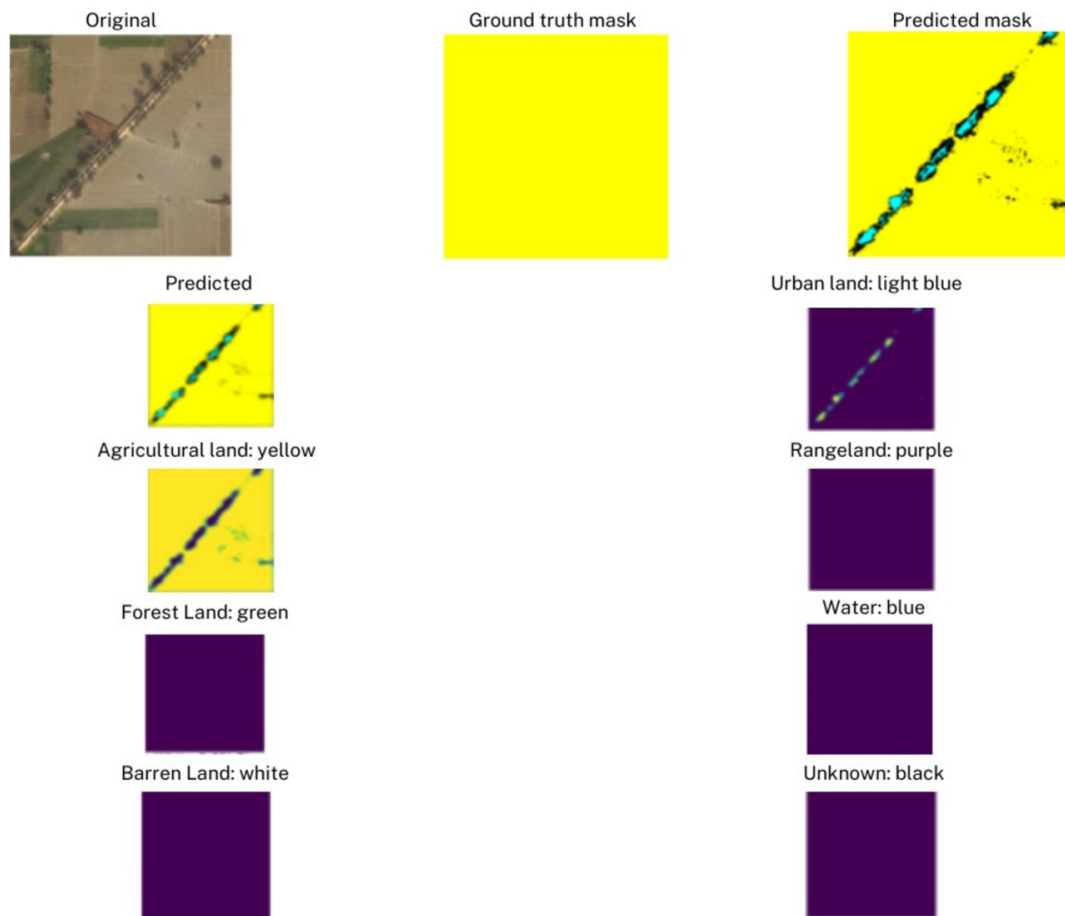 Original
Ground truth mask
Predicted mask
Predicted
Urban land: light blue
Agricultural land: yellow
Rangeland: purple
Forest Land: green
Water: blue
Barren Land: white
Unknown: black